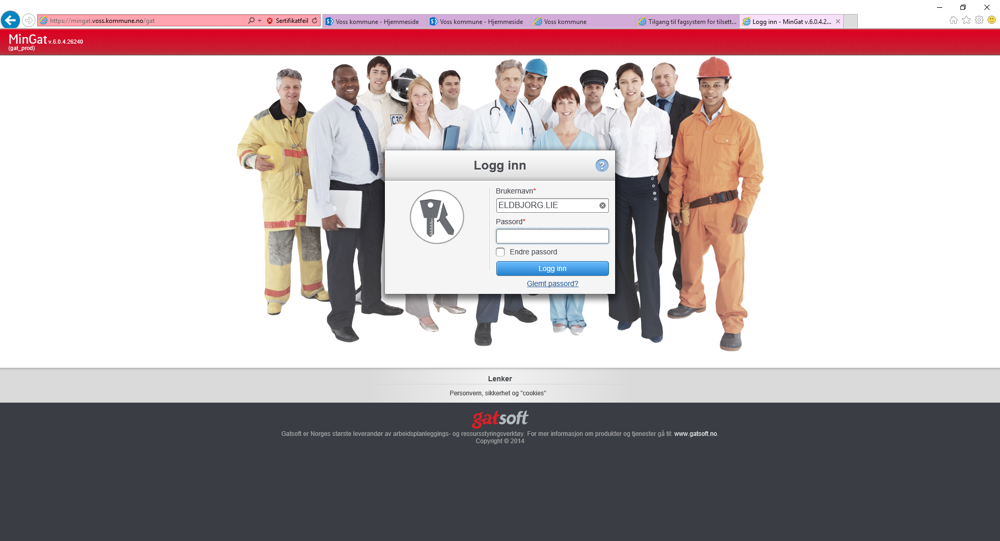 https://mingat.voss.kommune.no/gat
Sertifikatfeil
Voss kommune - Hjemmeside
Voss kommune - Hjemmeside
Voss kommune
Tilgang til fagsystem for tilsett...
Logg inn - MinGat v.6.0.4.2...
MinGat v.6.0.4.26240
(gat_prod)
Logg inn
?
Brukernavn*
ELDBJORG.LIE
Passord*
Endre passord
Logg inn
Glemt passord?
Lenker
Personvern, sikkerhet og "cookies"
gatsoft
Gatsoft er Norges største leverandør av arbeidsplanleggings- og ressursstyringsverktøy. For mer informasjon om produkter og tjenester gå til: www.gatsoft.no.
Copyright © 2014